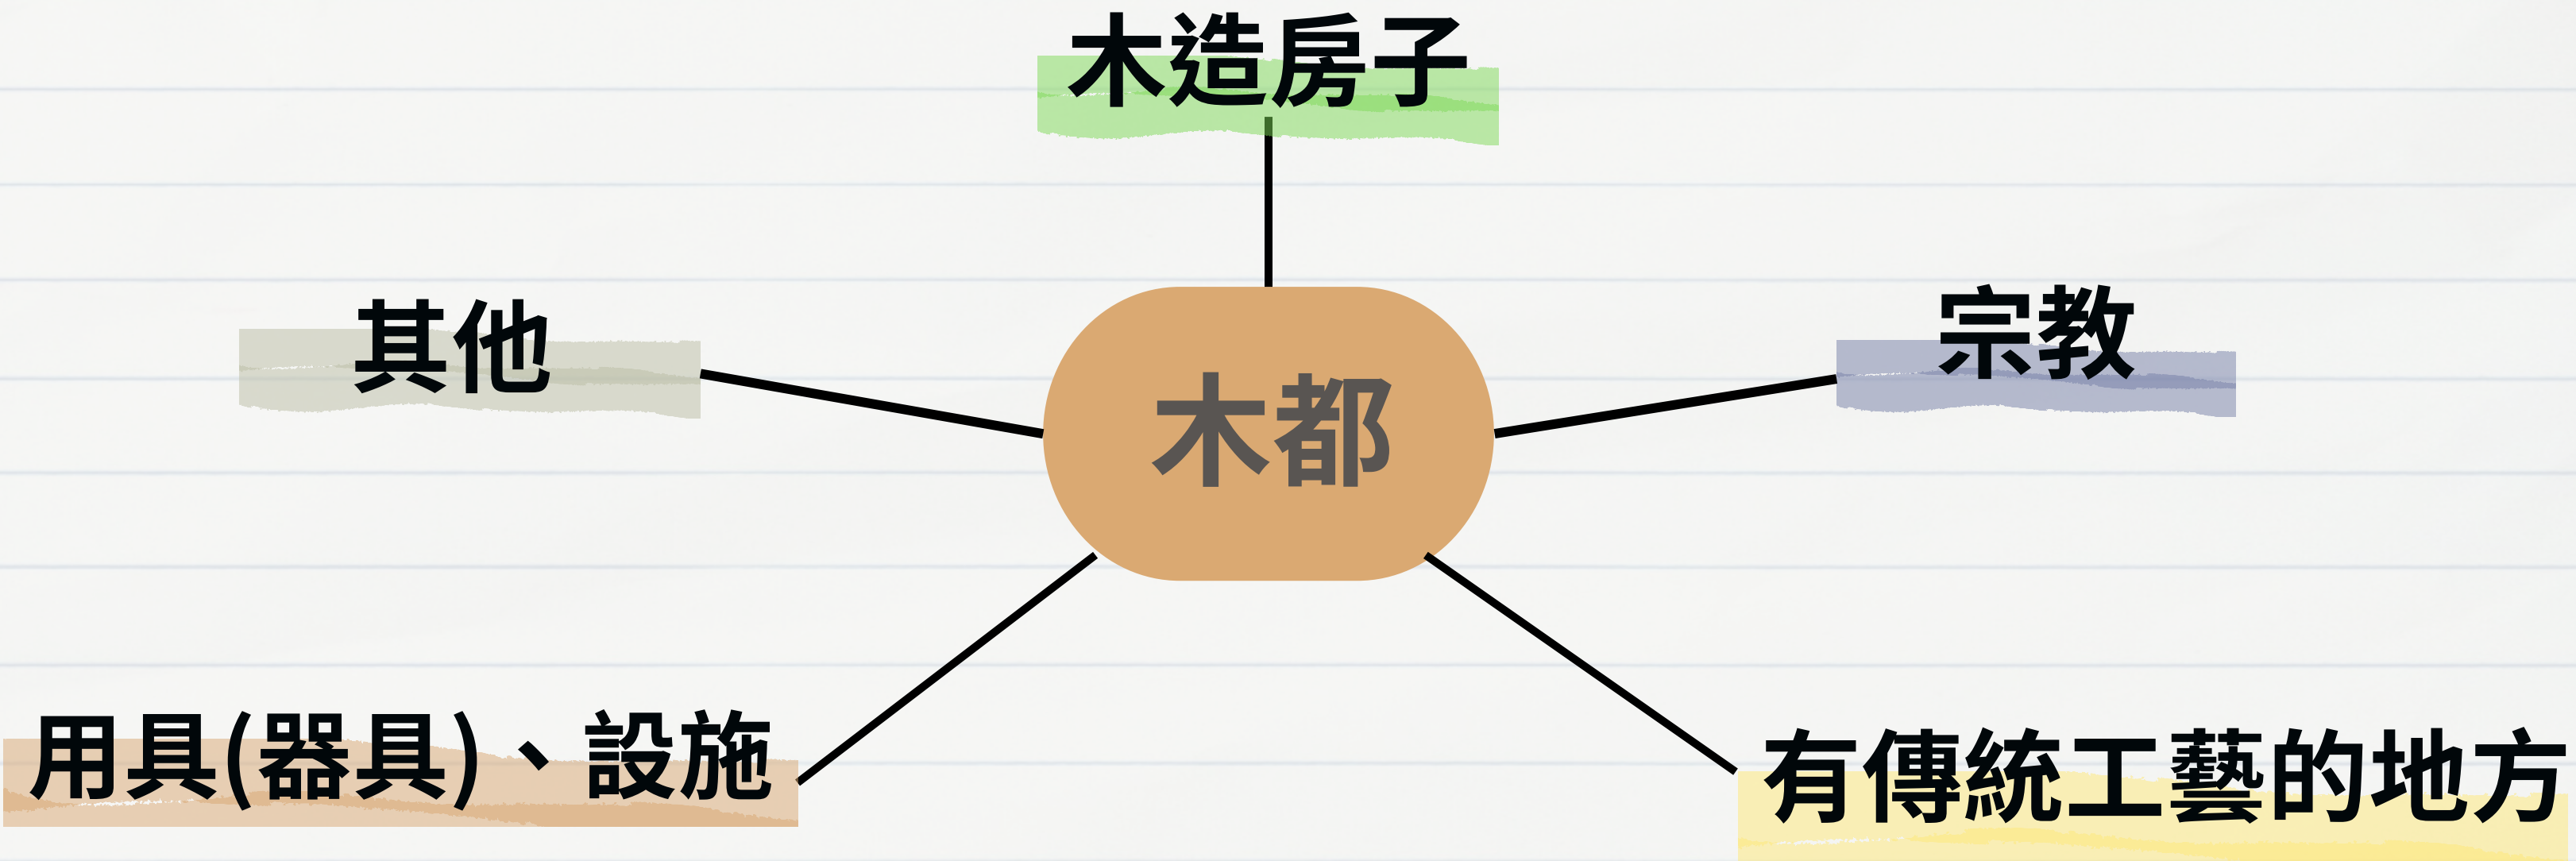 木造房子
其他
宗教
木都
用具(器具)、設施
有傳統工藝的地方